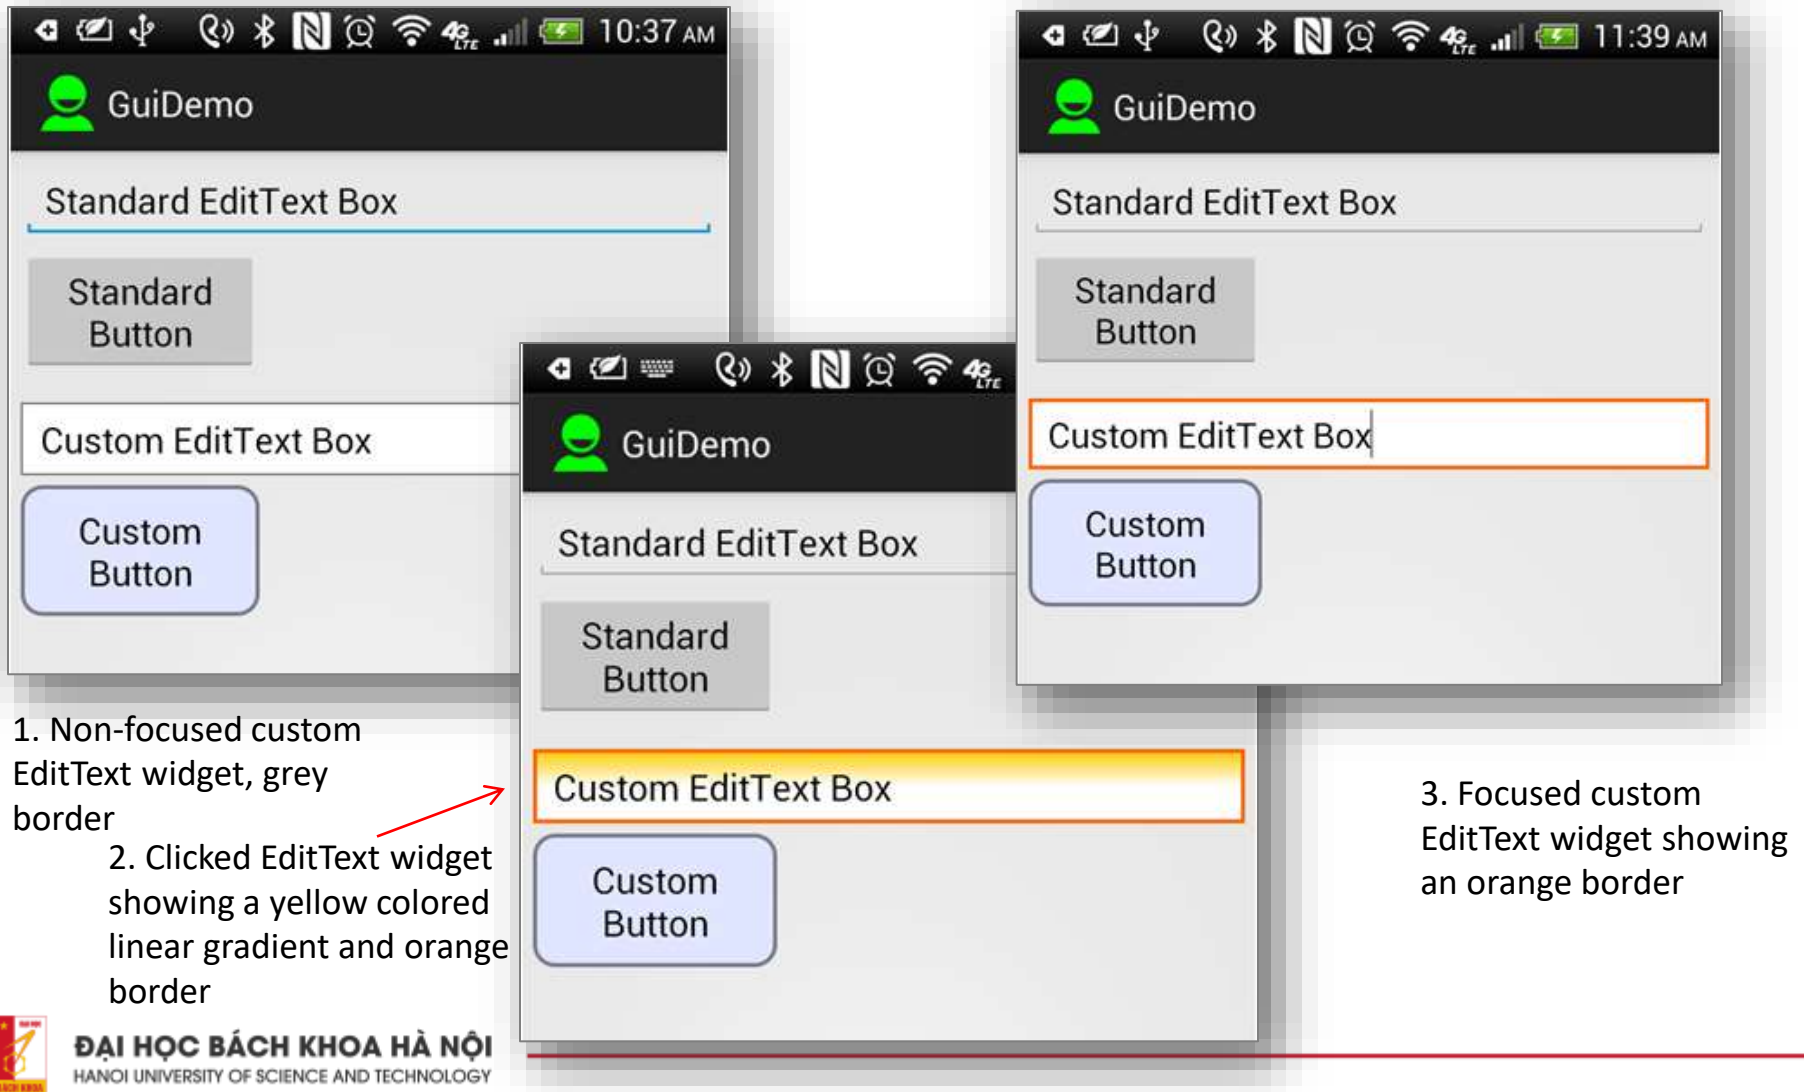 10:37 AM
GuiDemo
Standard EditText Box
Standard
Button
Custom EditText Box
Custom
Button
4G
LTE
GuiDemo
Standard EditText Box
Standard
Button
Custom EditText Box
Custom
Button
4G
LTE
11:39 AM
GuiDemo
Standard EditText Box
Standard
Button
Custom EditText Box
Custom
Button
1. Non-focused custom
EditText widget, grey
border
2. Clicked EditText widget
showing a yellow colored
linear gradient and orange
border
3. Focused custom
EditText widget showing
an orange border
ĐẠI HỌC BÁCH KHOA HÀ NỘI
HANOI UNIVERSITY OF SCIENCE AND TECHNOLOGY